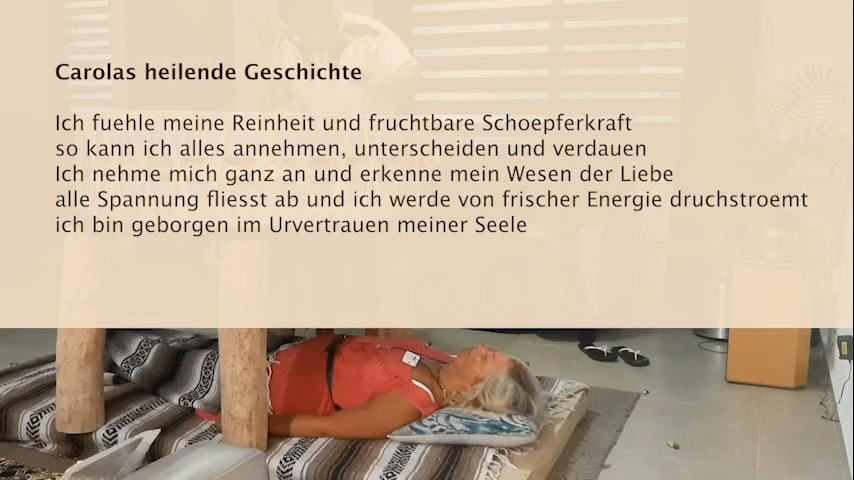 Carolas heilende Geschichte
Ich fuehle meine Reinheit und fruchtbare Schoepferkraft
so kann ich alles annehmen, unterscheiden und verdauen
Ich nehme mich ganz an und erkenne mein Wesen der Liebe
alle Spannung fliesst ab und ich werde von frischer Energie druchstroemt
ich bin geborgen im Urvertrauen meiner Seele